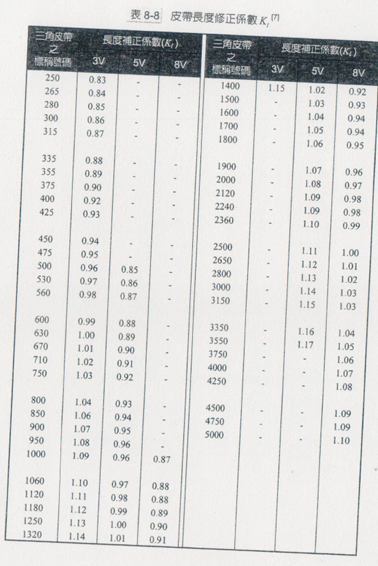 表 8-8 皮帶長度修正係數 K_l [7]
三角皮帶之標稱號碼 長度補正係數(K_l)
3V 5V 8V
250 0.83 - -
265 0.84 - -
280 0.85 - -
300 0.86 - -
315 0.87 - -
335 0.88 - -
355 0.89 - -
375 0.90 - -
400 0.92 - -
425 0.93 - -
450 0.94 - -
475 0.95 - -
500 0.96 0.85 -
530 0.97 0.86 -
560 0.98 0.87 -
600 0.99 0.88 -
630 1.00 0.89 -
670 1.01 0.90 -
710 1.02 0.91 -
750 1.03 0.92 -
800 1.04 0.93 -
850 1.06 0.94 -
900 1.07 0.95 -
950 1.08 0.96 -
1000 1.09 0.96 0.87
1060 1.10 0.97 0.88
1120 1.11 0.98 0.88
1180 1.12 0.99 0.89
1250 1.13 1.00 0.90
1320 1.14 1.01 0.91
三角皮帶之標稱號碼 長度補正係數(K_l)
3V 5V 8V
1400 1.15 1.02 0.92
1500 - 1.03 0.93
1600 - 1.04 0.94
1700 - 1.05 0.94
1800 - 1.06 0.95
1900 - 1.07 0.96
2000 - 1.08 0.97
2120 - 1.09 0.98
2240 - 1.09 0.98
2360 - 1.10 0.99
2500 - 1.11 1.00
2650 - 1.12 1.01
2800 - 1.13 1.02
3000 - 1.14 1.03
3150 - 1.15 1.03
3350 - 1.16 1.04
3550 - 1.17 1.05
3750 - - 1.06
4000 - - 1.07
4250 - - 1.08
4500 - - 1.09
4750 - - 1.09
5000 - - 1.10